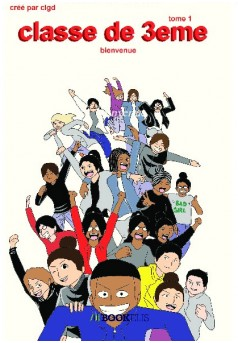 créé par clgd
tome 1
classe de 3eme
bienvenue
BAD
GIRL
BOOKELIS